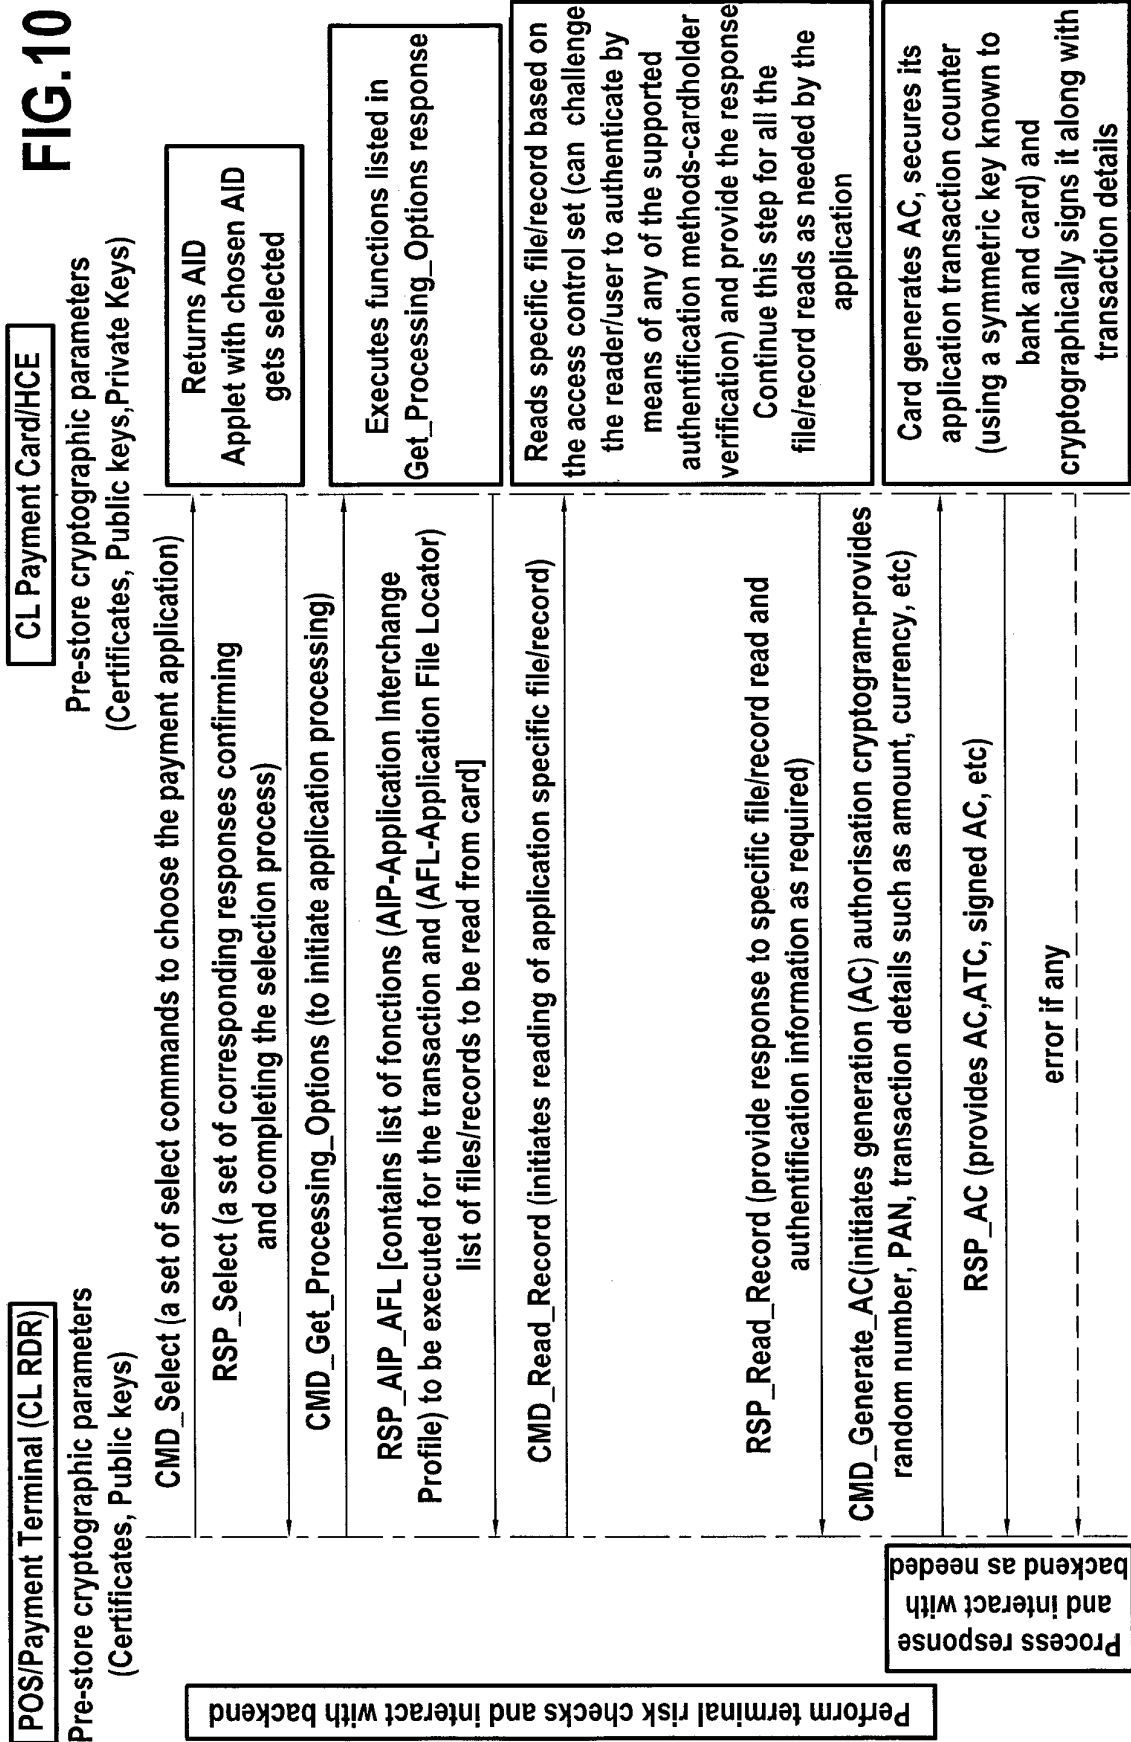 FIG.10
POS/Payment Terminal (CL RDR)
Pre-store cryptographic parameters
(Certificates, Public keys)
CL Payment Card/HCE
Pre-store cryptographic parameters
(Certificates, Public keys,Private Keys)
CMD_Select (a set of select commands to choose the payment application)
Returns AID
Applet with chosen AID
gets selected
RSP_Select (a set of corresponding responses confirming
and completing the selection process)
CMD_Get_Processing_Options (to initiate application processing)
Executes functions listed in
Get_Processing_Options response
RSP_AIP_AFL [contains list of fonctions (AIP-Application Interchange
Profile) to be executed for the transaction and (AFL-Application File Locator)
list of files/records to be read from card]
CMD_Read_Record (initiates reading of application specific file/record)
Reads specific file/record based on
the access control set (can challenge
the reader/user to authenticate by
means of any of the supported
authentification methods-cardholder
verification) and provide the response
Continue this step for all the
file/record reads as needed by the
application
RSP_Read_Record (provide response to specific file/record read and
authentification information as required)
CMD_Generate_AC(initiates generation (AC) authorisation cryptogram-provides
random number, PAN, transaction details such as amount, currency, etc)
Card generates AC, secures its
application transaction counter
(using a symmetric key known to
bank and card) and
cryptographically signs it along with
transaction details
RSP_AC (provides AC,ATC, signed AC, etc)
error if any
Process response
and interact with
backend as needed
Perform terminal risk checks and interact with backend